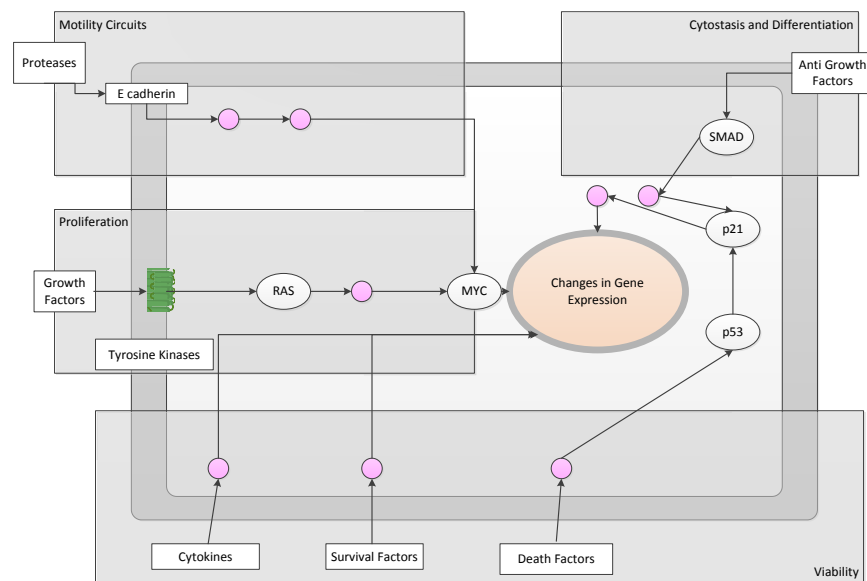 Motility Circuits
Cytostasis and Differentiation
Proteases
Anti Growth
Factors
E cadherin
SMAD
Proliferation
p21
Growth
Factors
RAS
MYC
Changes in Gene
Expression
p53
Tyrosine Kinases
Cytokines
Survival Factors
Death Factors
Viability